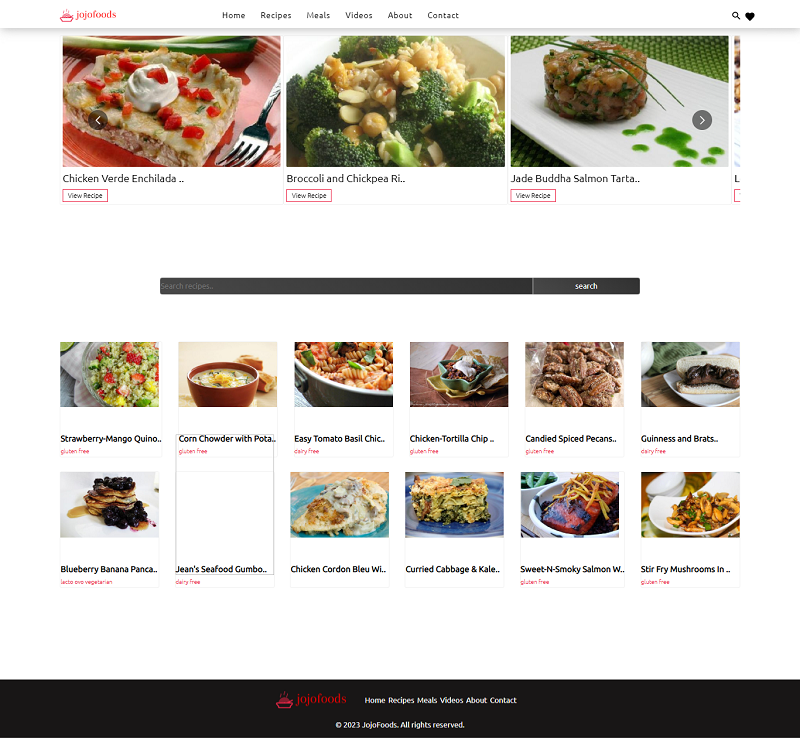 jojofoods
Home Recipes Meals Videos About Contact
Chicken Verde Enchilada ..
Broccoli and Chickpea Ri..
Jade Buddha Salmon Tarta..
L
View Recipe
View Recipe
View Recipe
Search recipes..
search
Strawberry-Mango Quino..
Corn Chowder with Pota..
Easy Tomato Basil Chic..
Chicken-Tortilla Chip ..
Candied Spiced Pecans..
Guinness and Brats..
gluten free
gluten free
dairy free
gluten free
gluten free
dairy free
Blueberry Banana Panca..
Jean's Seafood Gumbo..
Chicken Cordon Bleu Wi..
Curried Cabbage & Kale..
Sweet-N-Smoky Salmon W..
Stir Fry Mushrooms In ..
lacto ovo vegetarian
dairy free
gluten free
gluten free
jojofoods
Home Recipes Meals Videos About Contact
© 2023 JojoFoods. All rights reserved.